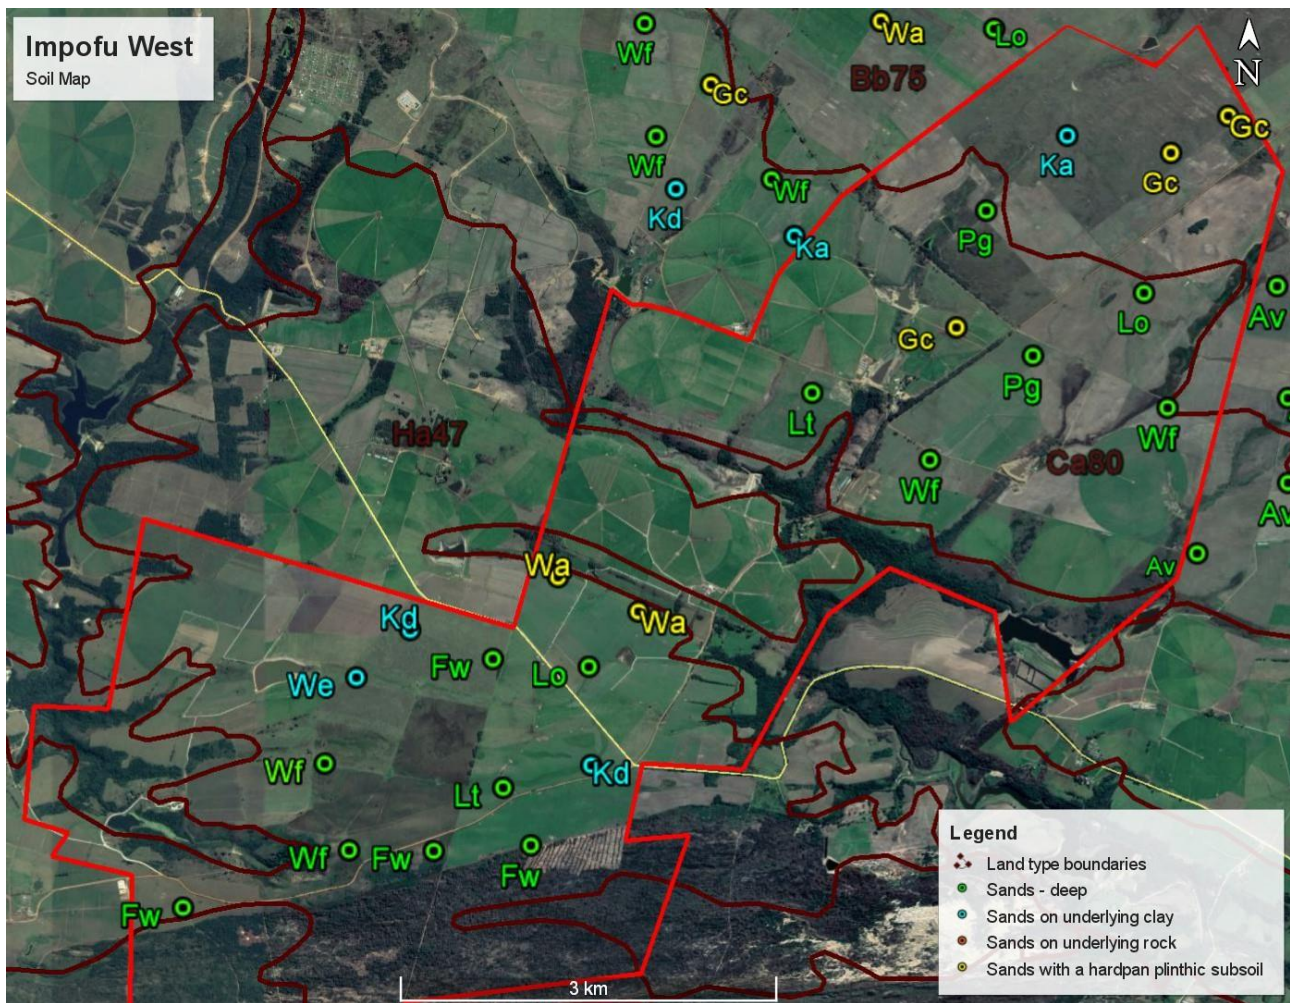 Impofu West
Soil Map
N
Wf
Wa
Lo
Bb75
Gc
Gc
Wf
Ka
Gc
Kd
Wf
Ka
Pg
Lo
Av
Gc
Pg
Lt
Wf
Ha47
Wf
Ca80
Av
Av
Wa
Kd
Wa
Fw
Lo
We
Wf
Kd
Lt
Wf
Fw
Fw
Fw
3 km
Legend
Land type boundaries
Sands - deep
Sands on underlying clay
Sands on underlying rock
Sands with a hardpan plinthic subsoil